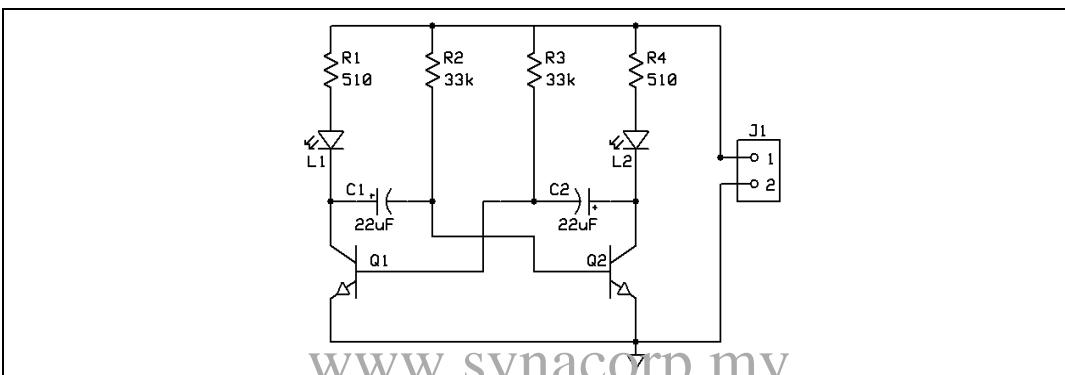 R1
510
R2
33k
R3
33k
R4
510
J1
1
2
L1
L2
C1
+
22uF
C2
+
22uF
Q1
Q2
www.synacorp.my